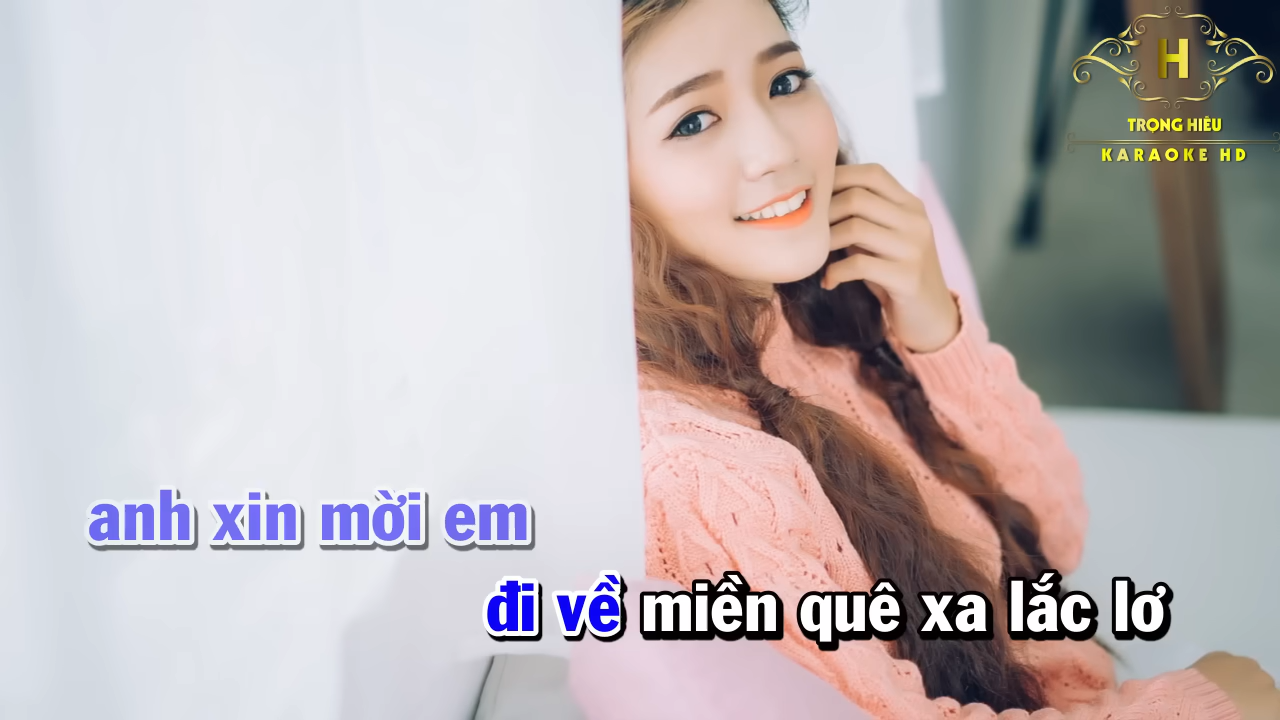 H
TRỌNG HIẾU
KARAOKE HD
anh xin mời em
đi về miền quê xa lắc lơ